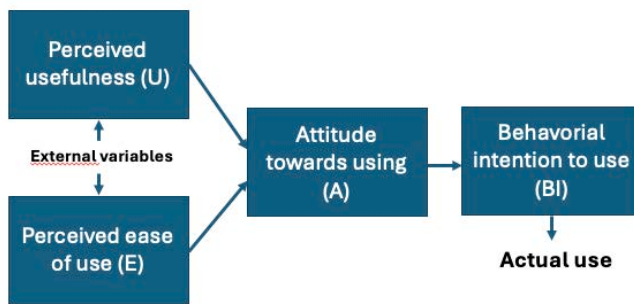 Perceived
usefulness (U)
External variables
Perceived ease
of use (E)
Attitude
towards using
(A)
Behavorial
intention to use
(BI)
Actual use